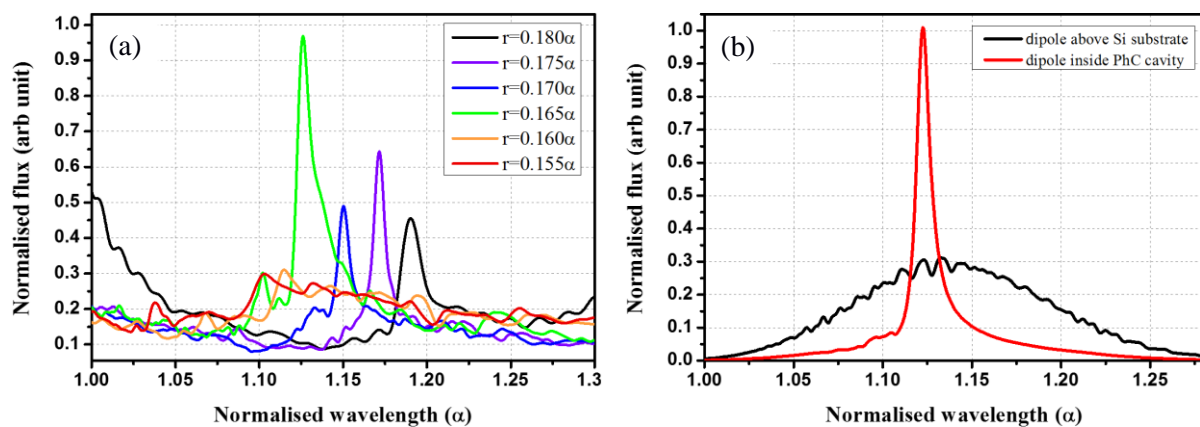 (a)
r=0.180α
r=0.175α
r=0.170α
r=0.165α
r=0.160α
r=0.155α
Normalised flux (arb unit)
1.0
0.9
0.8
0.7
0.6
0.5
0.4
0.3
0.2
0.1
1.00 1.05 1.10 1.15 1.20 1.25 1.3
Normalised wavelength (α)
(b)
dipole above Si substrate
dipole inside PhC cavity
Normalised flux (arb unit)
1.0
0.9
0.8
0.7
0.6
0.5
0.4
0.3
0.2
0.1
0.0
1.00 1.05 1.10 1.15 1.20 1.25
Normalised wavelength (α)